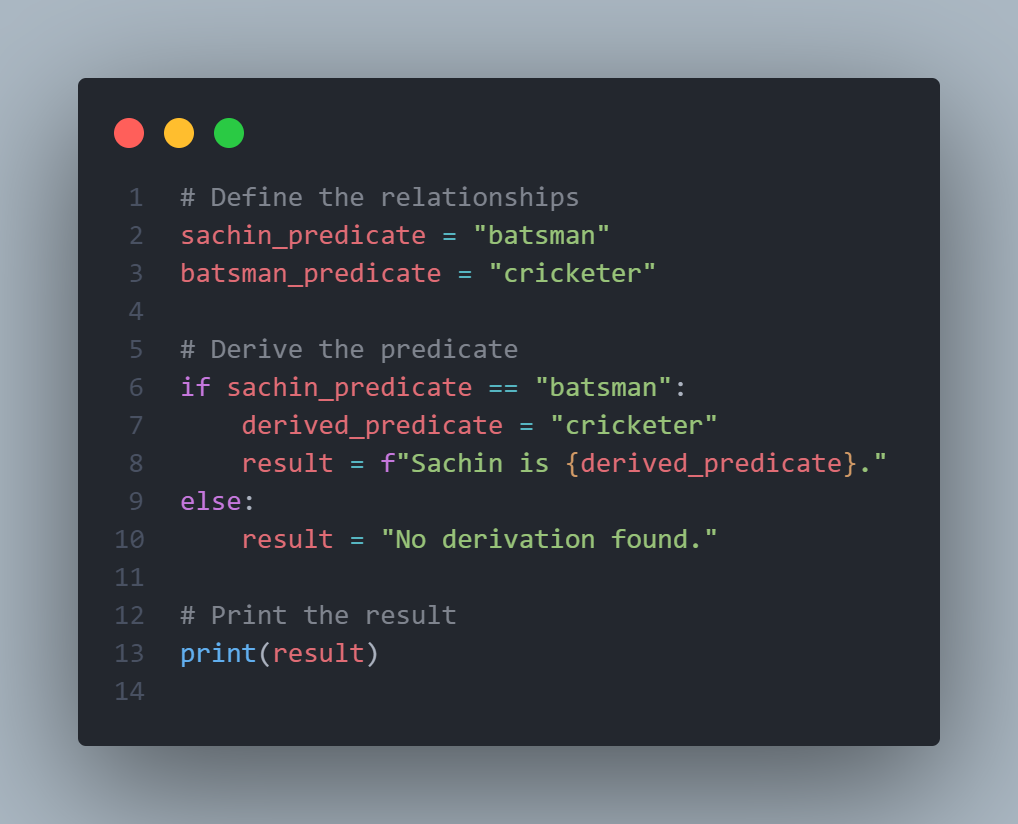 1 # Define the relationships
2 sachin_predicate = "batsman"
3 batsman_predicate = "cricketer"
4
5 # Derive the predicate
6 if sachin_predicate == "batsman":
7     derived_predicate = "cricketer"
8     result = f"Sachin is {derived_predicate}."
9 else:
10     result = "No derivation found."
11
12 # Print the result
13 print(result)
14